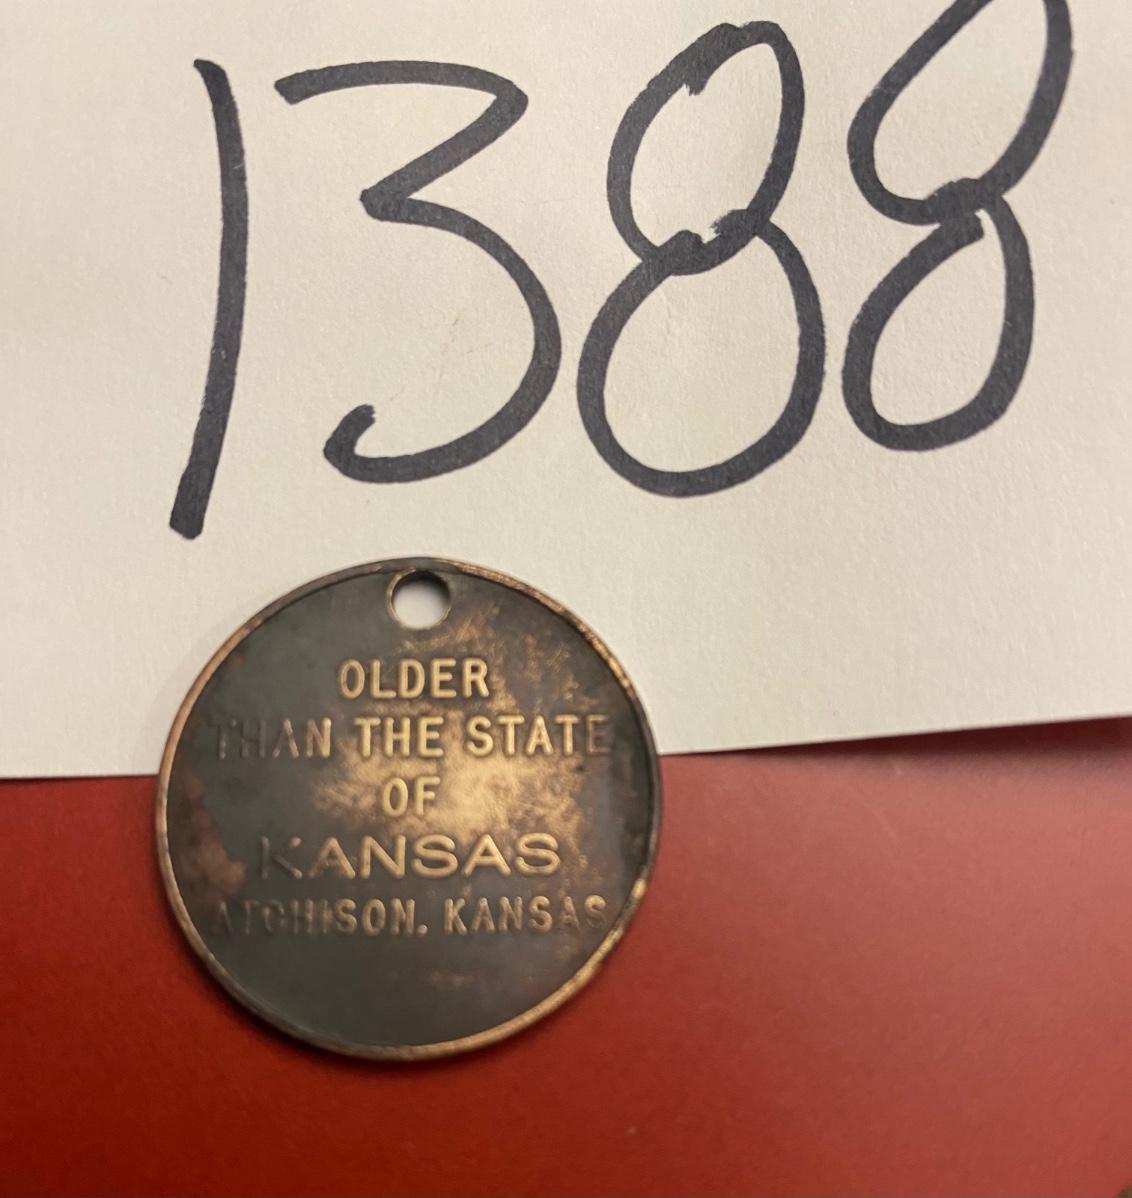 1388
OLDER
THAN THE STATE
OF
KANSAS
ATCHISON, KANSAS